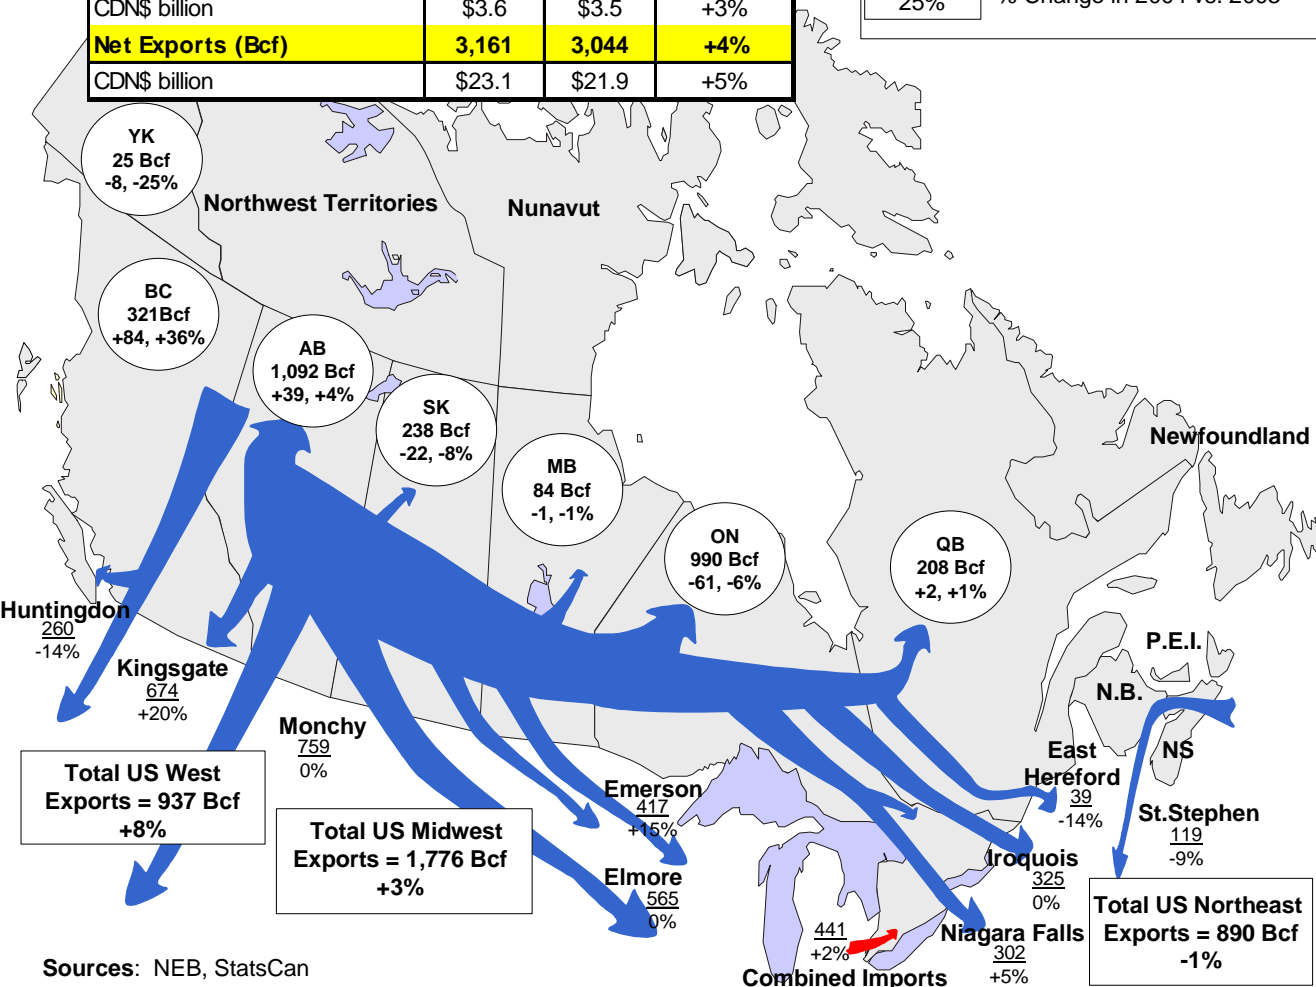 CDN$ billion $3.6 $3.5 +3%
Net Exports (Bcf) 3,161 3,044 +4%
CDN$ billion $23.1 $21.9 +5%
25%
YK
25 Bcf
-8, -25%
Northwest Territories
Nunavut
BC
321Bcf
+84, +36%
AB
1,092 Bcf
+39, +4%
SK
238 Bcf
-22, -8%
MB
84 Bcf
-1, -1%
ON
990 Bcf
-61, -6%
QB
208 Bcf
+2, +1%
Newfoundland
P.E.I.
N.B.
NS
Huntingdon
260
-14%
Kingsgate
674
+20%
Monchy
759
0%
Total US West
Exports = 937 Bcf
+8%
Total US Midwest
Exports = 1,776 Bcf
+3%
Emerson
417
+15%
Elmore
565
0%
East
Hereford
39
-14%
St.Stephen
119
-9%
Iroquois
325
0%
Niagara Falls
302
+5%
Total US Northeast
Exports = 890 Bcf
-1%
441
+2%
Combined Imports
Sources: NEB, StatsCan